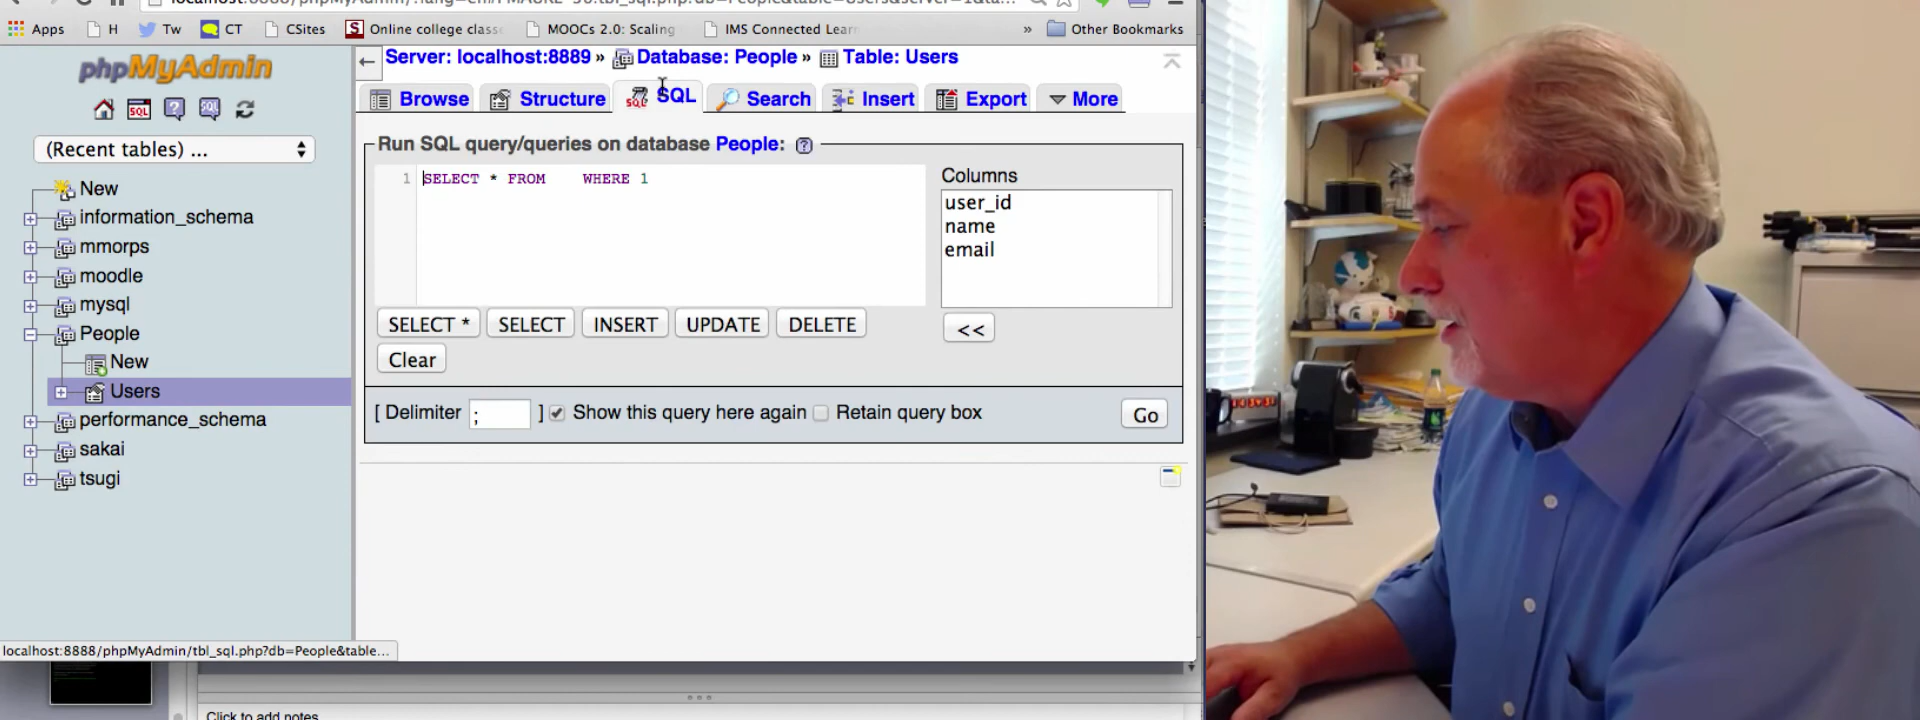 Apps H Tw CT CSites Online college class MOOCs 2.0: Scaling IMS Connected Lear » Other Bookmarks
phpMyAdmin
(Recent tables) ...
New
information_schema
mmorps
moodle
mysql
People
New
Users
performance_schema
sakai
tsugi
Server: localhost:8889 » Database: People » Table: Users
Browse Structure SQL Search Insert Export More
Run SQL query/queries on database People:
1 SELECT * FROM WHERE 1
Columns
user_id
name
email
SELECT * SELECT INSERT UPDATE DELETE <<
Clear
[ Delimiter ; ] Show this query here again Retain query box Go
localhost:8888/phpMyAdmin/tbl_sql.php?db=People&table...
Click to add notes